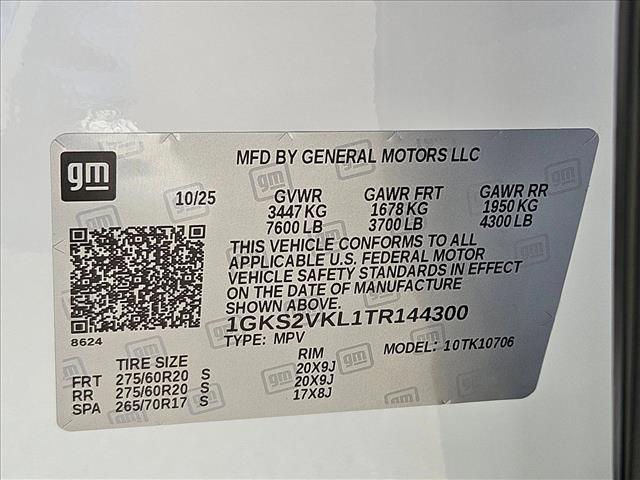 gm
MFD BY GENERAL MOTORS LLC
10/25 GVWR GAWR FRT GAWR RR
3447 KG 1678 KG 1950 KG
7600 LB 3700 LB 4300 LB
THIS VEHICLE CONFORMS TO ALL
APPLICABLE U.S. FEDERAL MOTOR
VEHICLE SAFETY STANDARDS IN EFFECT
ON THE DATE OF MANUFACTURE
SHOWN ABOVE.
8624
1GKS2VKL1TR144300
TYPE: MPV MODEL: 10TK10706
TIRE SIZE RIM
FRT 275/60R20 S 20X9J
RR 275/60R20 S 20X9J
SPA 265/70R17 S 17X8J